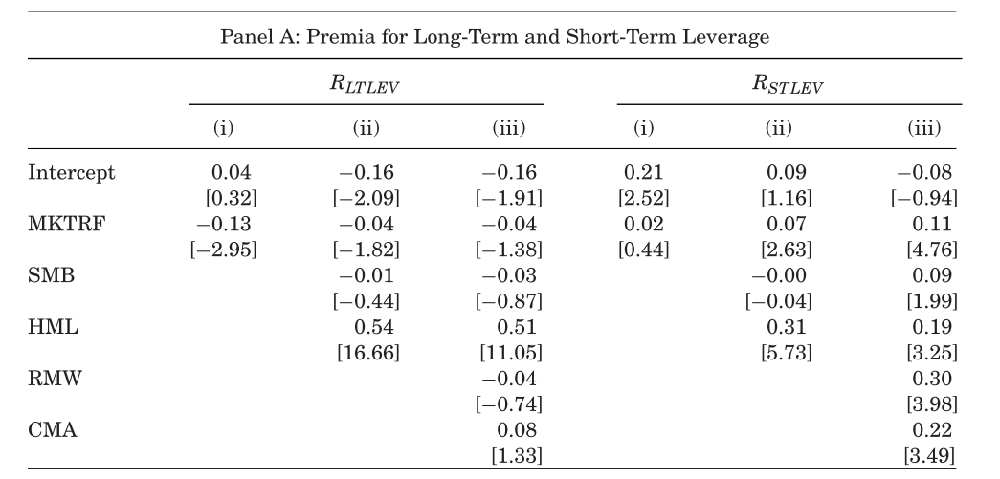 Panel A: Premia for Long-Term and Short-Term Leverage
R_LTLEV R_STLEV
(i) (ii) (iii) (i) (ii) (iii)
Intercept 0.04 −0.16 −0.16 0.21 0.09 −0.08
[0.32] [−2.09] [−1.91] [2.52] [1.16] [−0.94]
MKTRF −0.13 −0.04 −0.04 0.02 0.07 0.11
[−2.95] [−1.82] [−1.38] [0.44] [2.63] [4.76]
SMB −0.01 −0.03 −0.00 0.09
[−0.44] [−0.87] [−0.04] [1.99]
HML 0.54 0.51 0.31 0.19
[16.66] [11.05] [5.73] [3.25]
RMW −0.04 0.30
[−0.74] [3.98]
CMA 0.08 0.22
[1.33] [3.49]